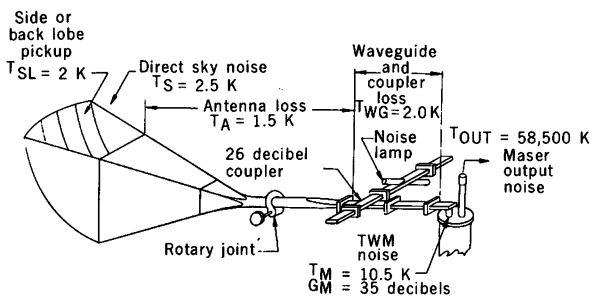 Side or
back lobe
pickup
TSL = 2 K
Direct sky noise
TS = 2.5 K
Antenna loss
TA = 1.5 K
Waveguide
and
coupler
loss
TWG = 2.0 K
Noise
lamp
26 decibel
coupler
TOUT = 58,500 K
Maser
output
noise
Rotary joint
TWM
noise
TM = 10.5 K
GM = 35 decibels